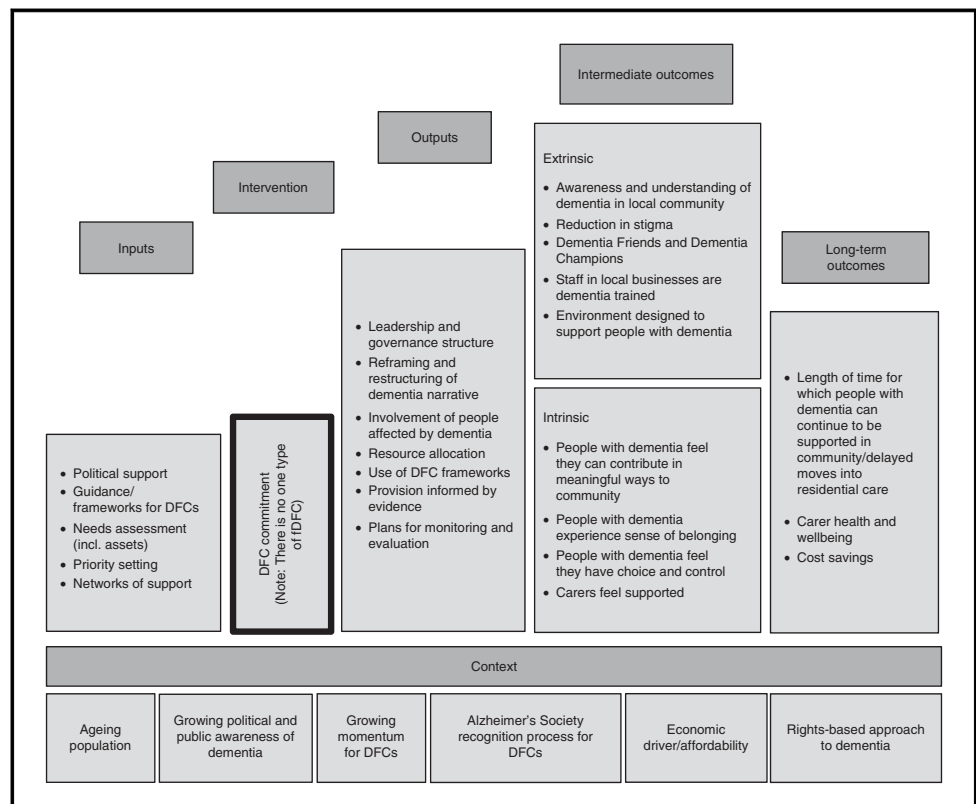 Inputs
Intervention
Outputs
Intermediate outcomes
Long-term
outcomes
• Political support
• Guidance/
frameworks for DFCs
• Needs assessment
(incl. assets)
• Priority setting
• Networks of support
DFC commitment
(Note: There is no one type
of fDFC)
• Leadership and
governance structure
• Reframing and
restructuring of
dementia narrative
• Involvement of people
affected by dementia
• Resource allocation
• Use of DFC frameworks
• Provision informed by
evidence
• Plans for monitoring and
evaluation
Extrinsic
• Awareness and understanding of
dementia in local community
• Reduction in stigma
• Dementia Friends and Dementia
Champions
• Staff in local businesses are
dementia trained
• Environment designed to
support people with dementia
Intrinsic
• People with dementia feel
they can contribute in
meaningful ways to
community
• People with dementia
experience sense of belonging
• People with dementia feel
they have choice and control
• Carers feel supported
• Length of time for
which people with
dementia can
continue to be
supported in
community/delayed
moves into
residential care
• Carer health and
wellbeing
• Cost savings
Context
Ageing
population
Growing political and
public awareness of
dementia
Growing
momentum
for DFCs
Alzheimer's Society
recognition process for
DFCs
Economic
driver/affordability
Rights-based approach
to dementia